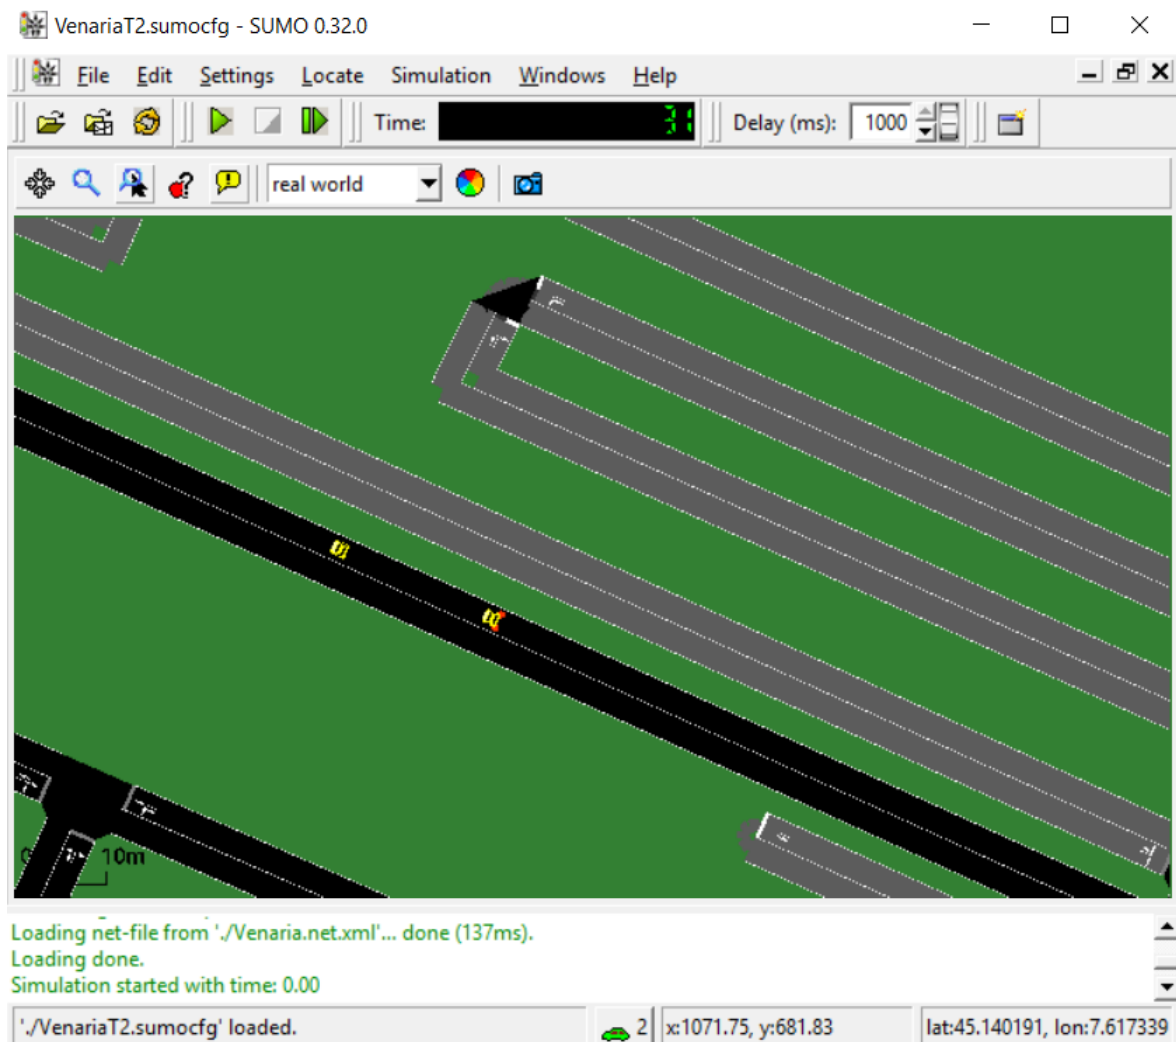 VenariaT2.sumocfg - SUMO 0.32.0
File Edit Settings Locate Simulation Windows Help
Time: 31 Delay (ms): 1000
real world
10m
Loading net-file from './Venaria.net.xml'... done (137ms).
Loading done.
Simulation started with time: 0.00
'./VenariaT2.sumocfg' loaded. 2 x:1071.75, y:681.83 lat:45.140191, lon:7.617339